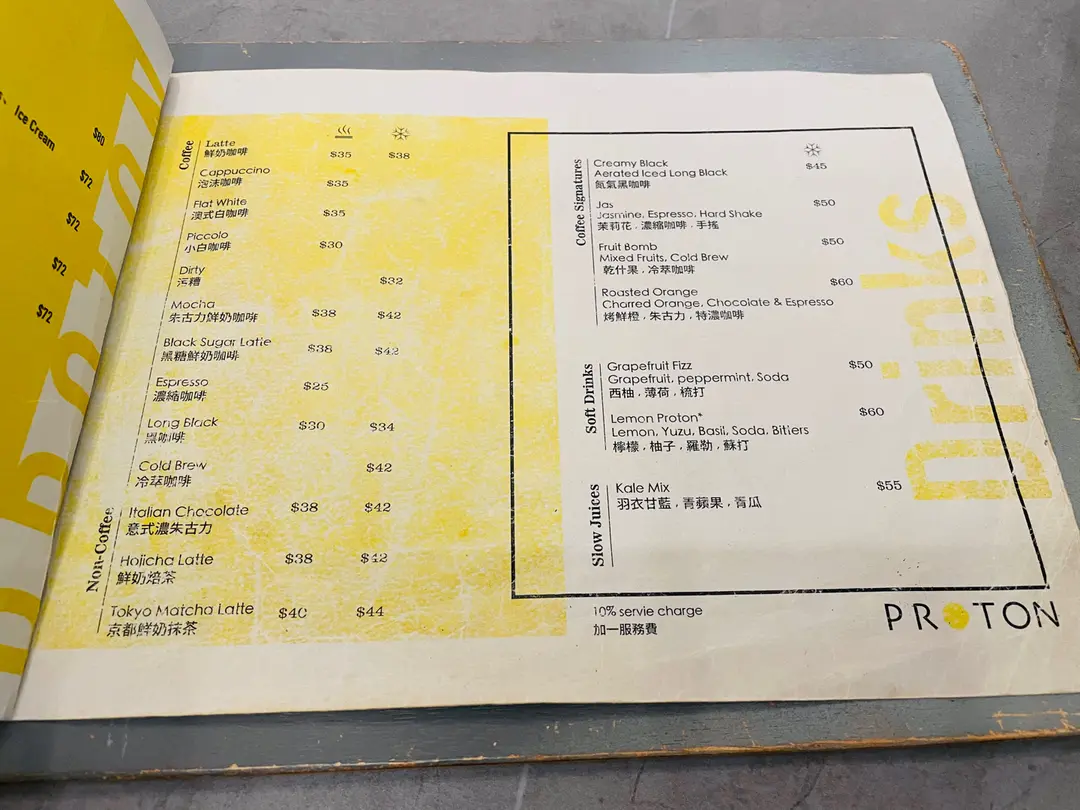 Ice Cream
$80
$72
$72
$72
$72
Coffee
Latte
鮮奶咖啡
$35 $38
Cappuccino
泡沫咖啡
$35
Flat White
澳式白咖啡
$35
Piccolo
小白咖啡
$30
Dirty
污糟
$32
Mocha
朱古力鮮奶咖啡
$38 $42
Black Sugar Latte
黑糖鮮奶咖啡
$38 $42
Espresso
濃縮咖啡
$25
Long Black
黑咖啡
$30 $34
Cold Brew
冷萃咖啡
$42
Non-Coffee
Italian Chocolate
意式濃朱古力
$38 $42
Hojicha Latte
鮮奶焙茶
$38 $42
Tokyo Matcha Latte
京都鮮奶抹茶
$40 $44
Coffee Signatures
Creamy Black
Aerated Iced Long Black
氮氣黑咖啡
$45
Jas
Jasmine, Espresso, Hard Shake
茉莉花 , 濃縮咖啡 , 手搖
$50
Fruit Bomb
Mixed Fruits, Cold Brew
乾什果 , 冷萃咖啡
$50
Roasted Orange
Charred Orange, Chocolate & Espresso
烤鮮橙 , 朱古力 , 特濃咖啡
$60
Soft Drinks
Grapefruit Fizz
Grapefruit, peppermint, Soda
西柚 , 薄荷 , 梳打
$50
Lemon Proton*
Lemon, Yuzu, Basil, Soda, Bitters
檸檬 , 柚子 , 羅勒 , 蘇打
$60
Slow Juices
Kale Mix
羽衣甘藍 , 青蘋果 , 青瓜
$55
Drinks
10% servie charge
加一服務費
PROTON